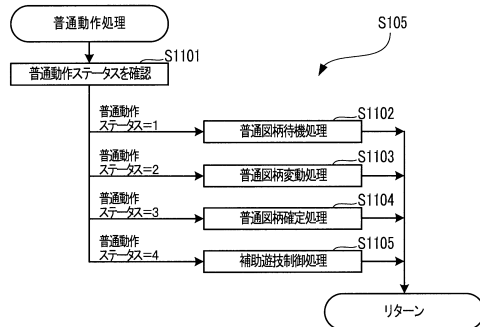 普通動作処理
S105
S1101
普通動作ステータスを確認
普通動作
ステータス=1
S1102
普通図柄待機処理
普通動作
ステータス=2
S1103
普通図柄変動処理
普通動作
ステータス=3
S1104
普通図柄確定処理
普通動作
ステータス=4
S1105
補助遊技制御処理
リターン